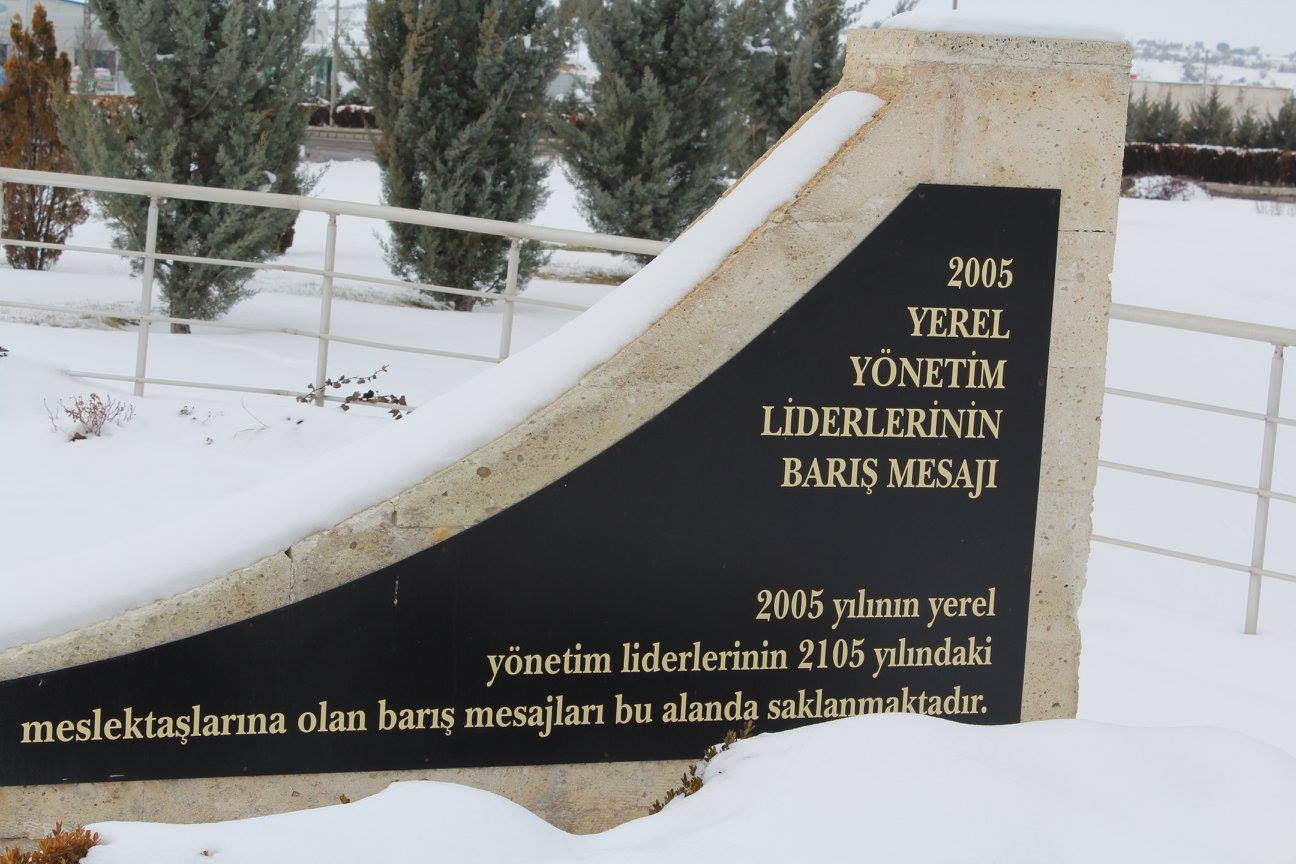 2005
YEREL
YÖNETİM
LİDERLERİNİN
BARIŞ MESAJI
2005 yılının yerel
yönetim liderlerinin 2105 yılındaki
meslektaşlarına olan barış mesajları bu alanda saklanmaktadır.